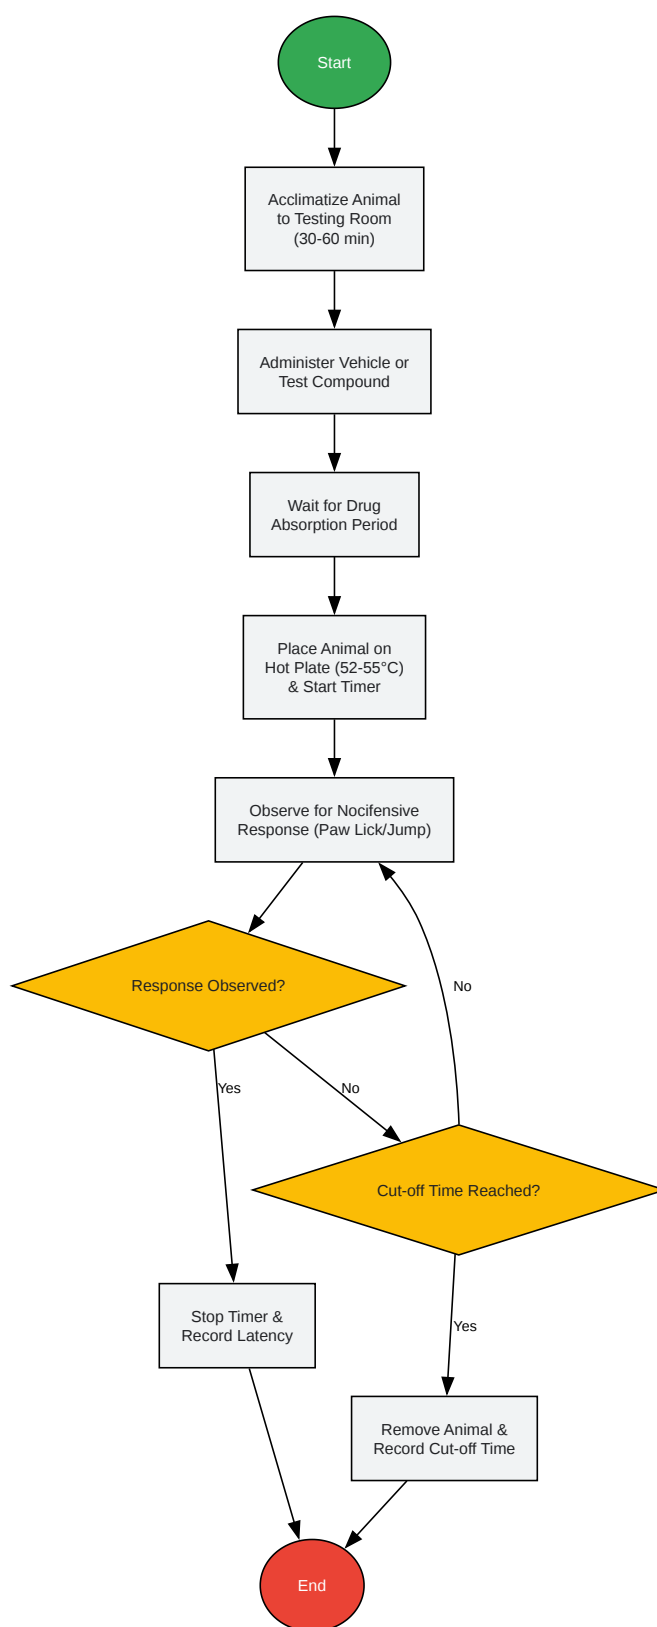 Start
Acclimatize Animal
to Testing Room
(30-60 min)
Administer Vehicle or
Test Compound
Wait for Drug
Absorption Period
Place Animal on
Hot Plate (52-55°C)
& Start Timer
Observe for Nocifensive
Response (Paw Lick/Jump)
Response Observed?
No
Yes
No
Cut-off Time Reached?
Stop Timer &
Record Latency
Yes
Remove Animal &
Record Cut-off Time
End